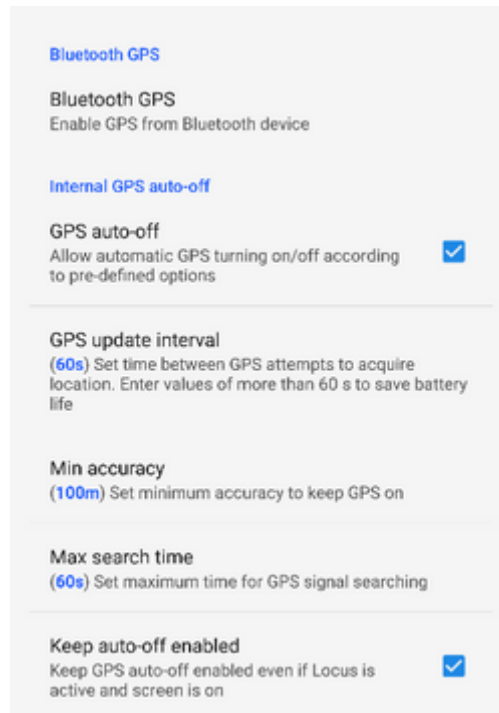 Bluetooth GPS
Bluetooth GPS
Enable GPS from Bluetooth device
Internal GPS auto-off
GPS auto-off
Allow automatic GPS turning on/off according
to pre-defined options
GPS update interval
(60s) Set time between GPS attempts to acquire
location. Enter values of more than 60 s to save battery
life
Min accuracy
(100m) Set minimum accuracy to keep GPS on
Max search time
(60s) Set maximum time for GPS signal searching
Keep auto-off enabled
Keep GPS auto-off enabled even if Locus is
active and screen is on